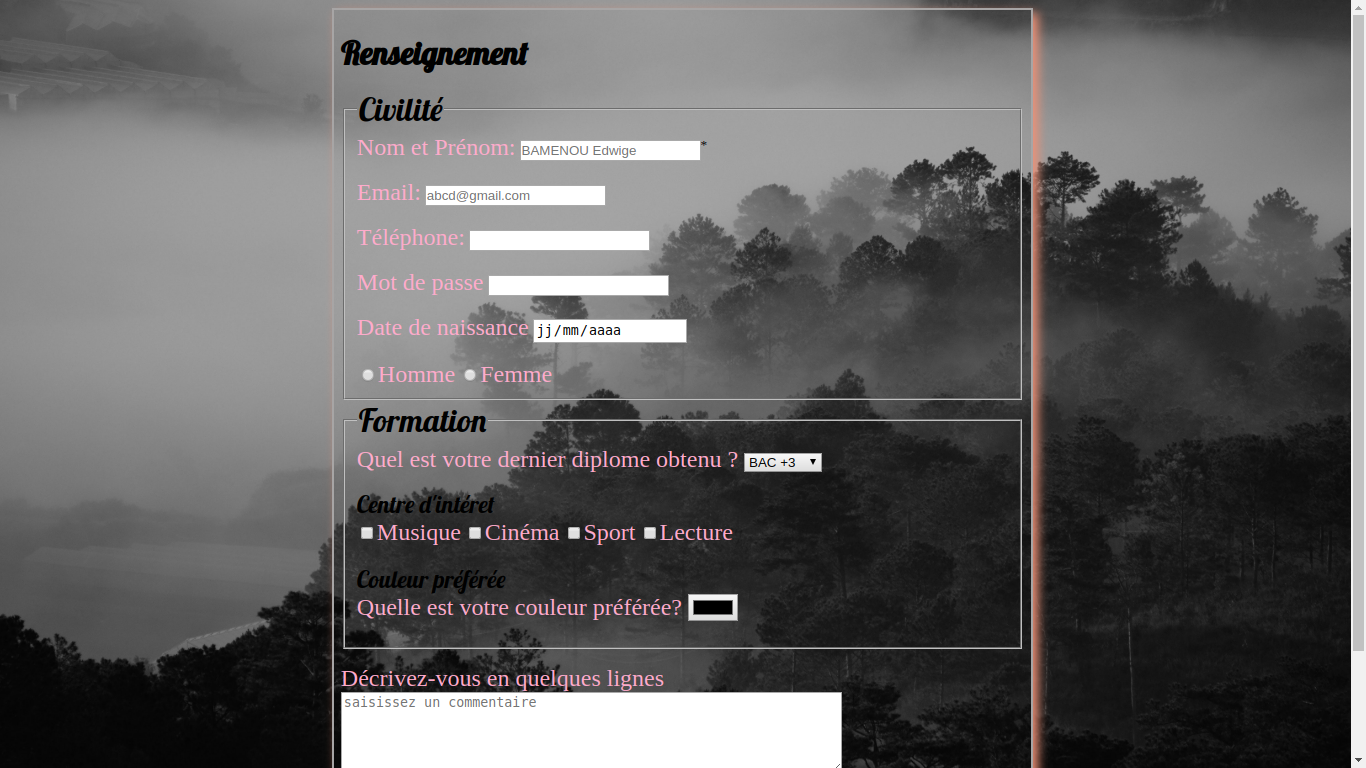 Renseignement
Civilité
Nom et Prénom: BAMENOU Edwige*
Email: abcd@gmail.com
Téléphone:
Mot de passe
Date de naissance jj/mm/aaaa
Homme Femme
Formation
Quel est votre dernier diplome obtenu ? BAC +3
Centre d'intéret
Musique Cinéma Sport Lecture
Couleur préférée
Quelle est votre couleur préférée?
Décrivez-vous en quelques lignes
saisissez un commentaire